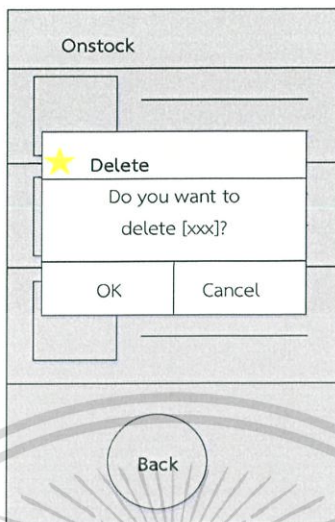 Onstock
Delete
Do you want to
delete [xxx]?
OK
Cancel
Back